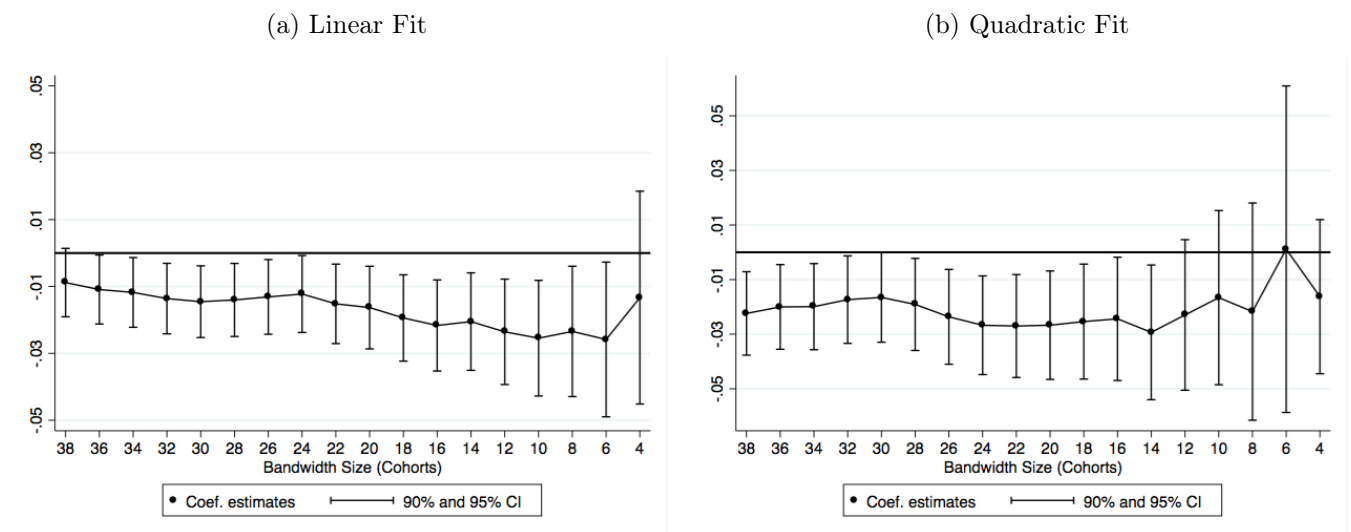 (a) Linear Fit
.05
.03
.01
-.01
-.03
-.05
38 36 34 32 30 28 26 24 22 20 18 16 14 12 10 8 6 4
Bandwidth Size (Cohorts)
Coef. estimates 90% and 95% CI
(b) Quadratic Fit
.05
.03
.01
-.01
-.03
-.05
38 36 34 32 30 28 26 24 22 20 18 16 14 12 10 8 6 4
Bandwidth Size (Cohorts)
Coef. estimates 90% and 95% CI